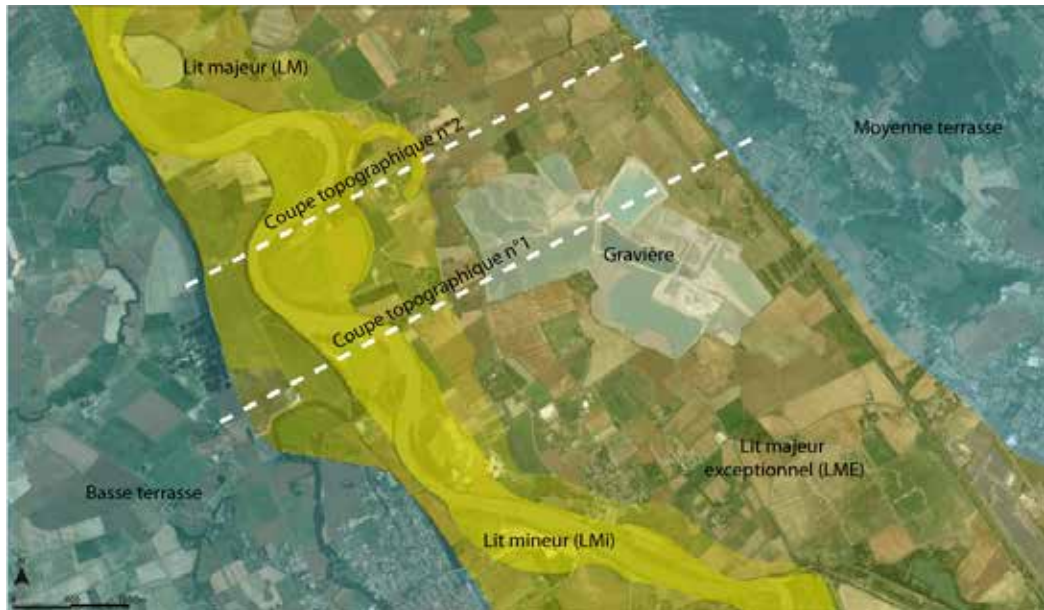 Lit majeur (LM)
Coupe topographique n°2
Moyenne terrasse
Coupe topographique n°1
Gravière
Lit majeur
exceptionnel (LME)
Basse terrasse
Lit mineur (LMi)